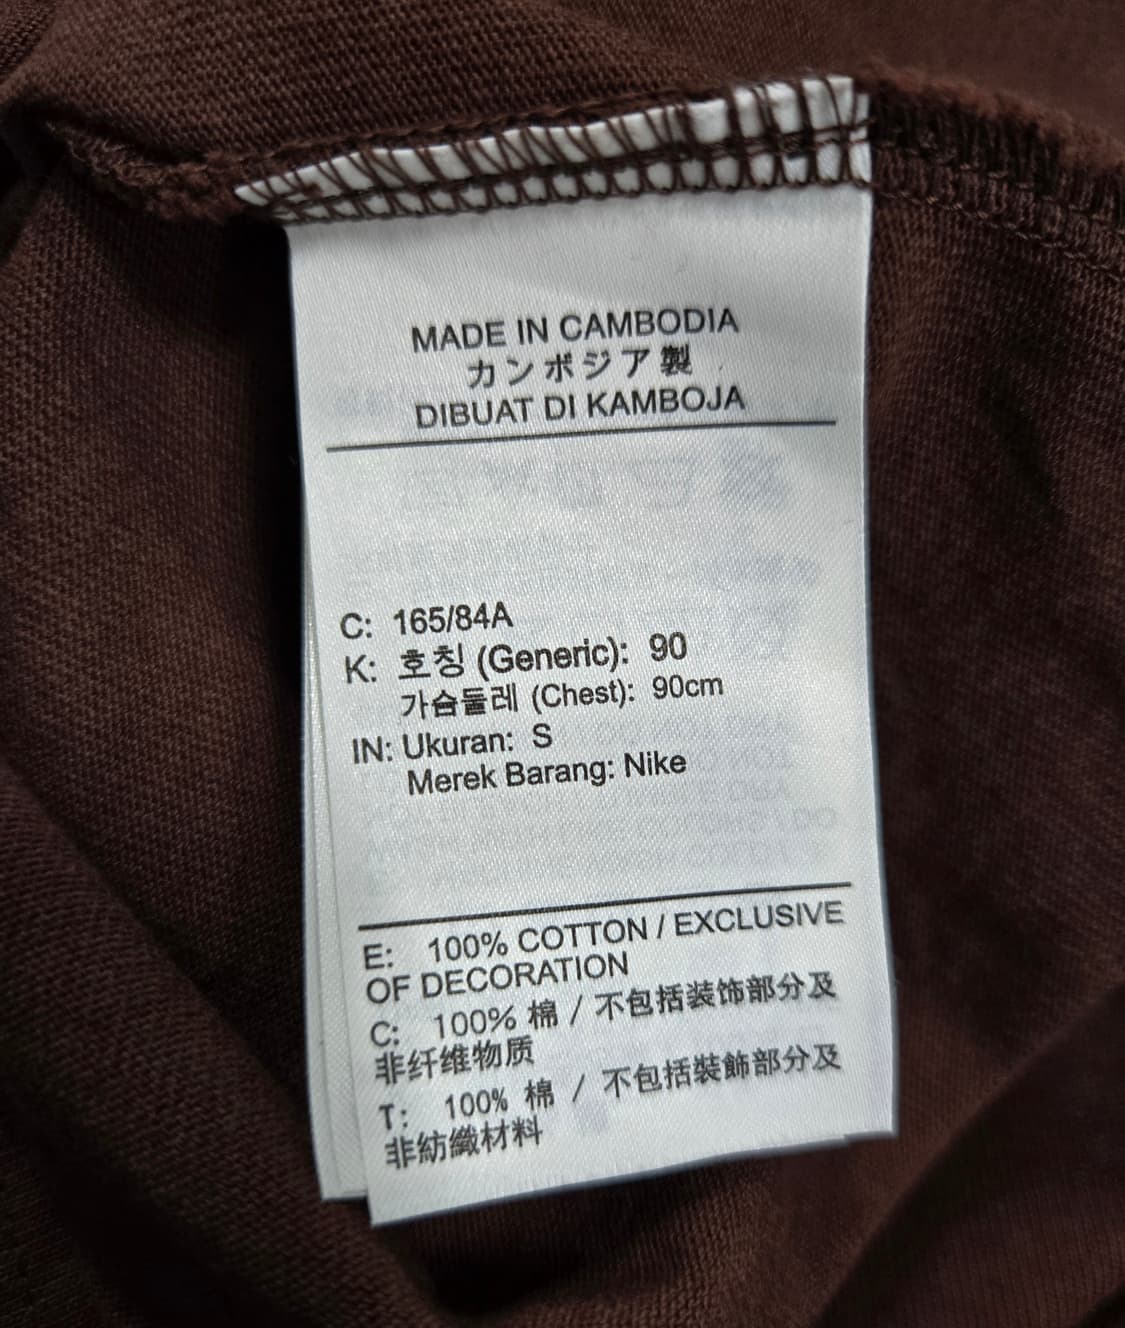 MADE IN CAMBODIA
カンボジア製
DIBUAT DI KAMBOJA
C: 165/84A
K: 호칭 (Generic): 90
가슴둘레 (Chest): 90cm
IN: Ukuran: S
Merek Barang: Nike
E: 100% COTTON / EXCLUSIVE
OF DECORATION
C: 100% 棉 / 不包括装饰部分及
非纤维物质
T: 100% 棉 / 不包括裝飾部分及
非紡織材料